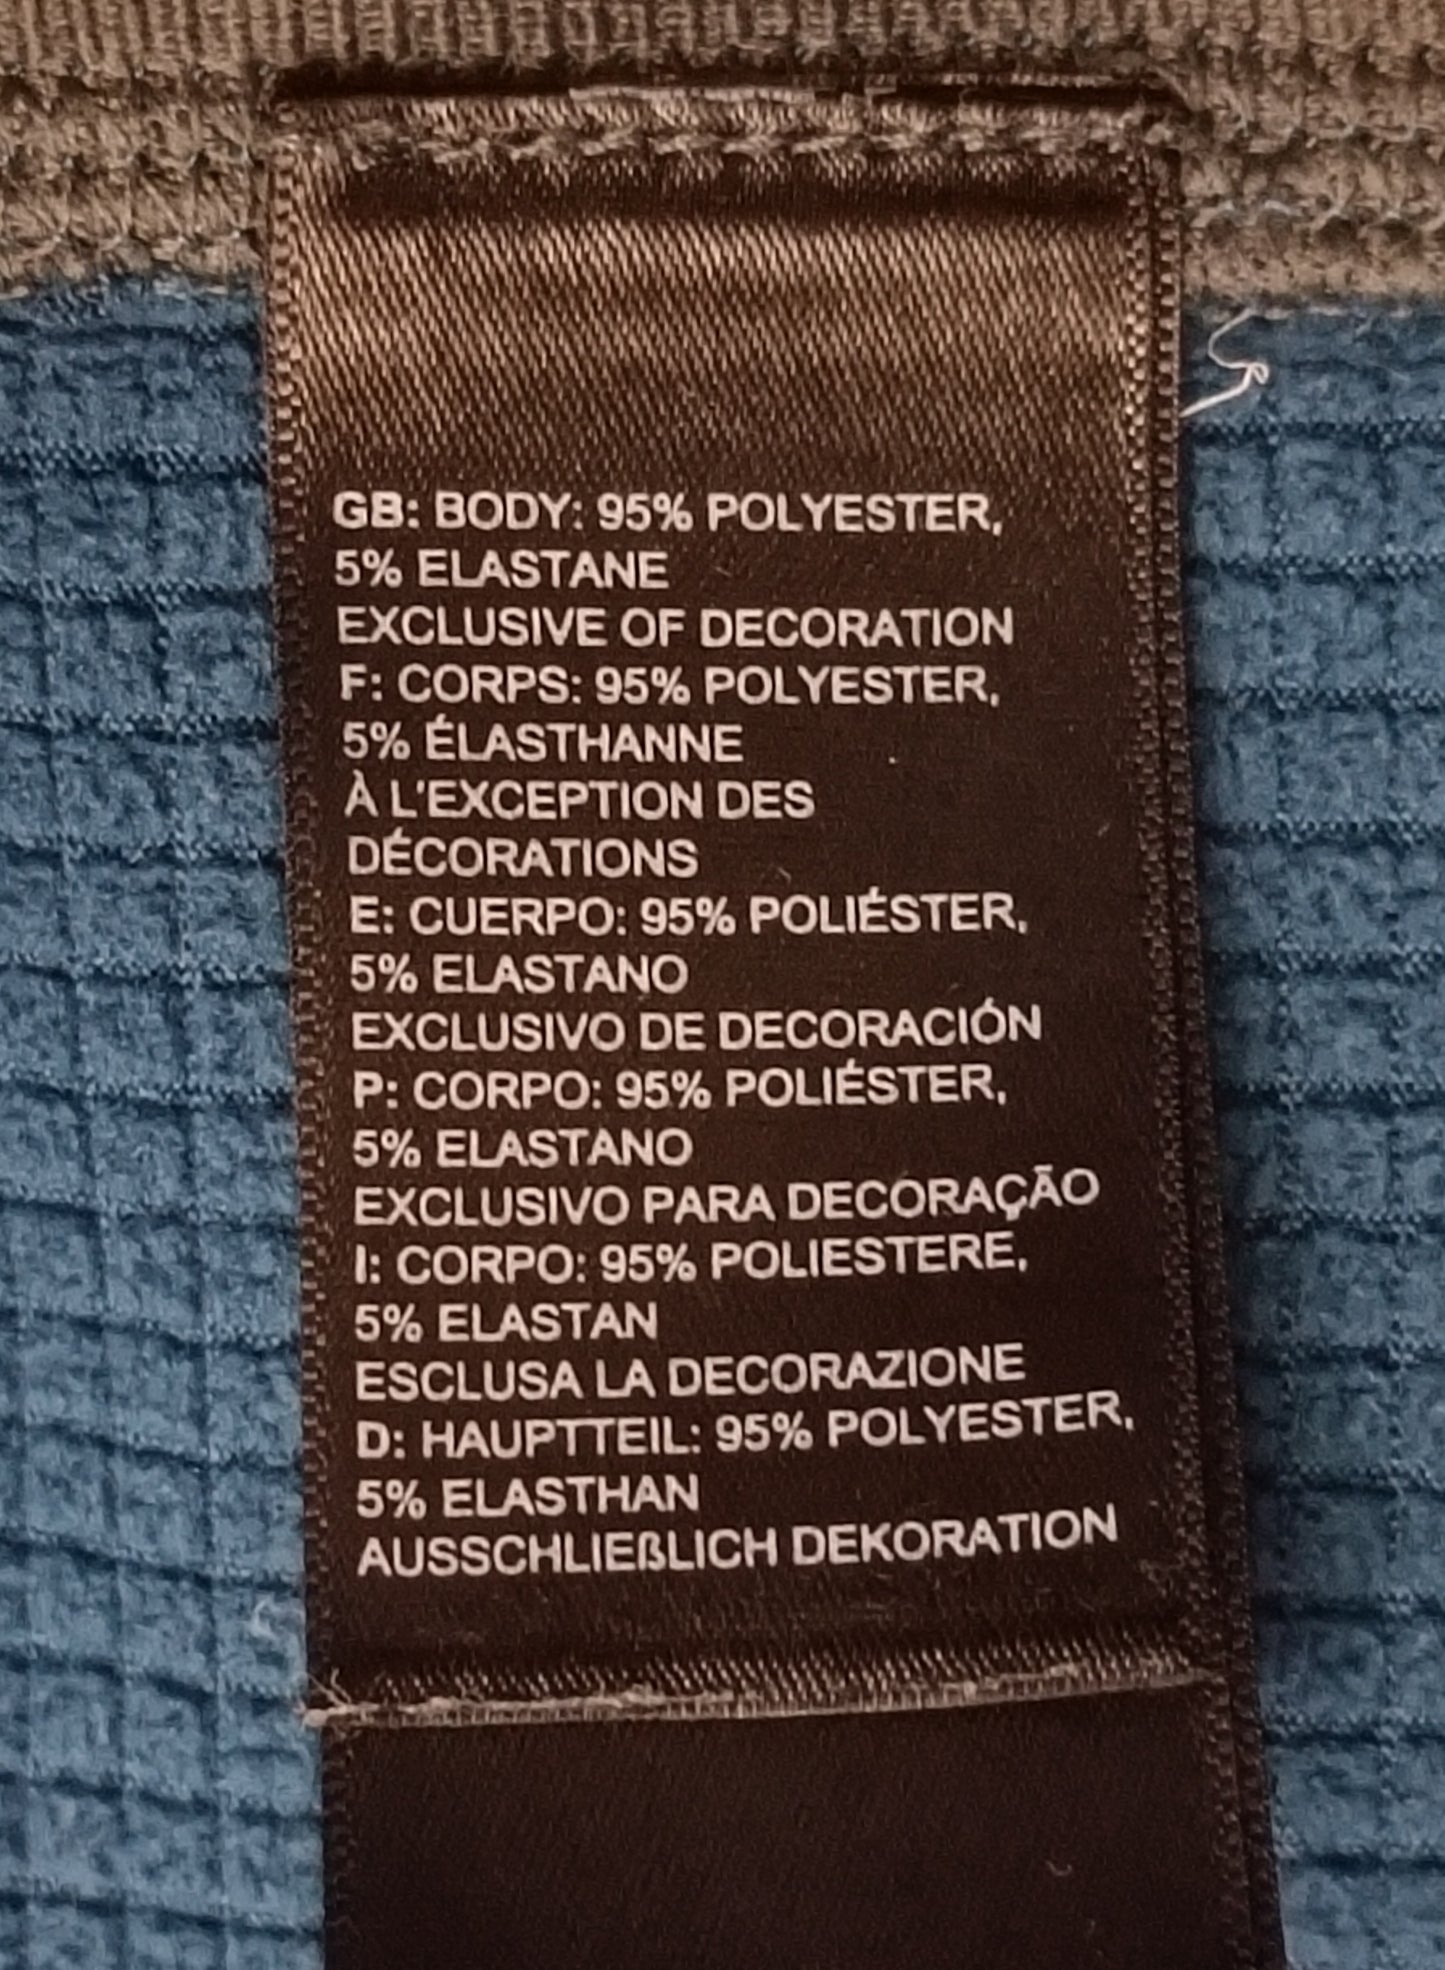 GB: BODY: 95% POLYESTER,
5% ELASTANE
EXCLUSIVE OF DECORATION
F: CORPS: 95% POLYESTER,
5% ÉLASTHANNE
À L'EXCEPTION DES
DÉCORATIONS
E: CUERPO: 95% POLIÉSTER,
5% ELASTANO
EXCLUSIVO DE DECORACIÓN
P: CORPO: 95% POLIÉSTER,
5% ELASTANO
EXCLUSIVO PARA DECORAÇÃO
I: CORPO: 95% POLIESTERE,
5% ELASTAN
ESCLUSA LA DECORAZIONE
D: HAUPTTEIL: 95% POLYESTER,
5% ELASTHAN
AUSSCHLIEßLICH DEKORATION